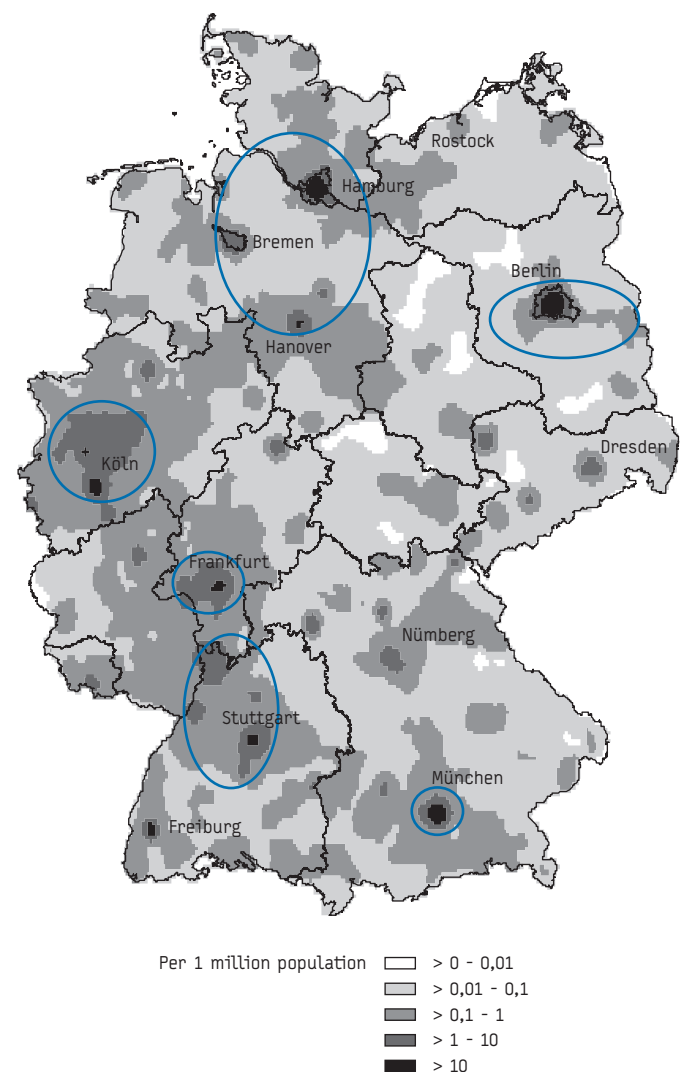 Rostock
Hamburg
Bremen
Berlin
Hanover
Dresden
Köln
Frankfurt
Nümberg
Stuttgart
München
Freiburg
Per 1 million population
> 0 - 0,01
> 0,01 - 0,1
> 0,1 - 1
> 1 - 10
> 10